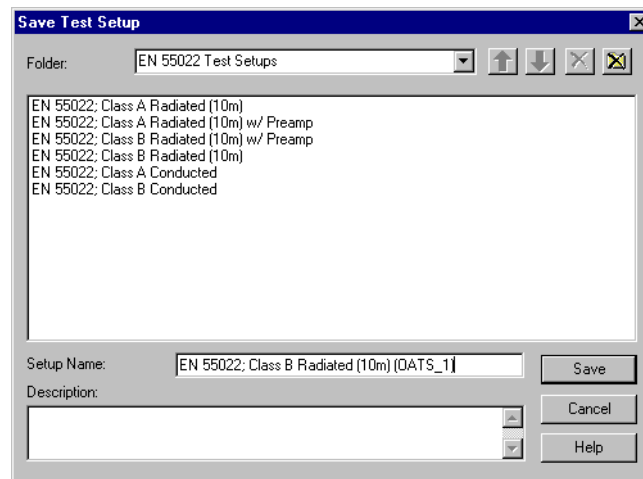 Save Test Setup
Folder:
EN 55022 Test Setups
EN 55022; Class A Radiated (10m)
EN 55022; Class A Radiated (10m) w/ Preamp
EN 55022; Class B Radiated (10m) w/ Preamp
EN 55022; Class B Radiated (10m)
EN 55022; Class A Conducted
EN 55022; Class B Conducted
Setup Name:
EN 55022; Class B Radiated (10m) (OATS_1)
Save
Description:
Cancel
Help